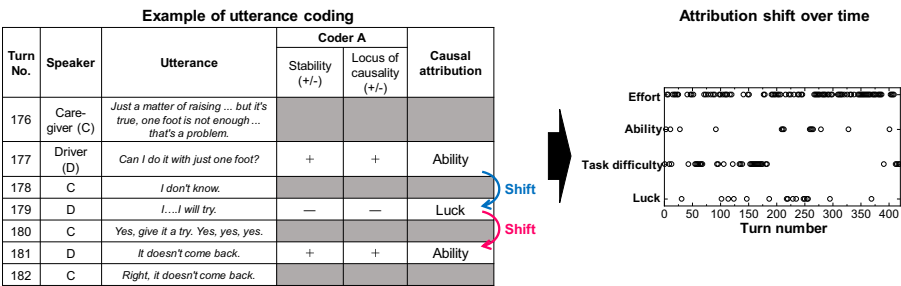 Example of utterance coding
Attribution shift over time
Coder A
Turn No. Speaker Utterance Stability (+/-) Locus of causality (+/-) Causal attribution
176 Care-giver (C) Just a matter of raising ... but it's true, one foot is not enough ... that's a problem.
177 Driver (D) Can I do it with just one foot? + + Ability
178 C I don't know.
Shift
179 D I....I will try. — — Luck
180 C Yes, give it a try. Yes, yes, yes.
Shift
181 D It doesn't come back. + + Ability
182 C Right, it doesn't come back.
Effort
Ability
Task difficulty
Luck
0 50 100 150 200 250 300 350 400
Turn number